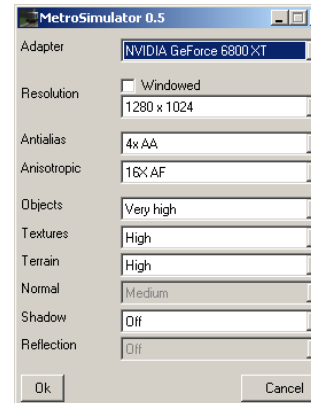 MetroSimulator 0.5
Adapter
NVIDIA GeForce 6800 XT
Resolution
Windowed
1280 x 1024
Antialias
4x AA
Anisotropic
16X AF
Objects
Very high
Textures
High
Terrain
High
Normal
Medium
Shadow
Off
Reflection
Off
Ok
Cancel